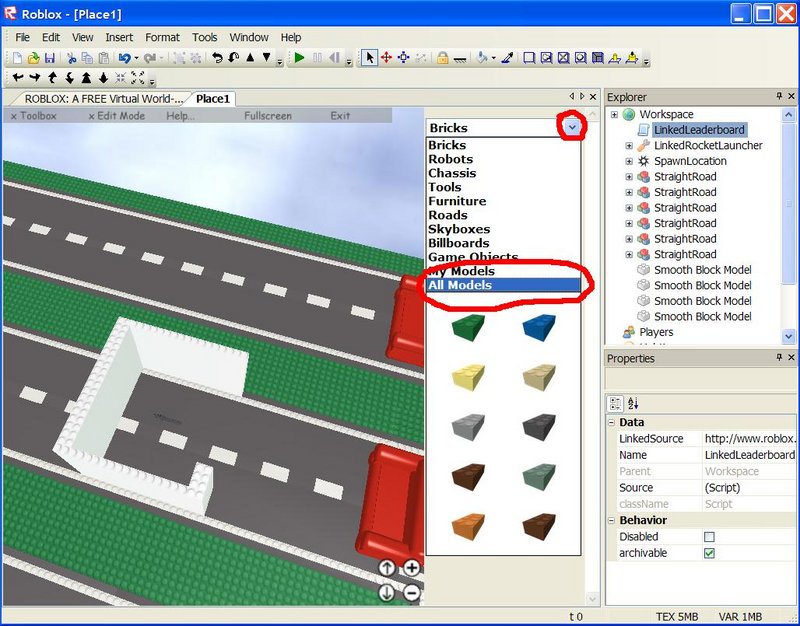 Roblox - [Place1]
File Edit View Insert Format Tools Window Help
ROBLOX: A FREE Virtual World-... Place1
x Toolbox x Edit Mode Help... Fullscreen Exit
Bricks
Bricks
Robots
Chassis
Tools
Furniture
Roads
Skyboxes
Billboards
Game Objects
My Models
All Models
Explorer
Workspace
LinkedLeaderboard
LinkedRocketLauncher
SpawnLocation
StraightRoad
StraightRoad
StraightRoad
StraightRoad
StraightRoad
StraightRoad
Smooth Block Model
Smooth Block Model
Smooth Block Model
Smooth Block Model
Players
Properties
Data
LinkedSource http://www.roblox.
Name LinkedLeaderboard
Parent Workspace
Source (Script)
className Script
Behavior
Disabled
archivable
t 0 TEX 5MB VAR 1MB